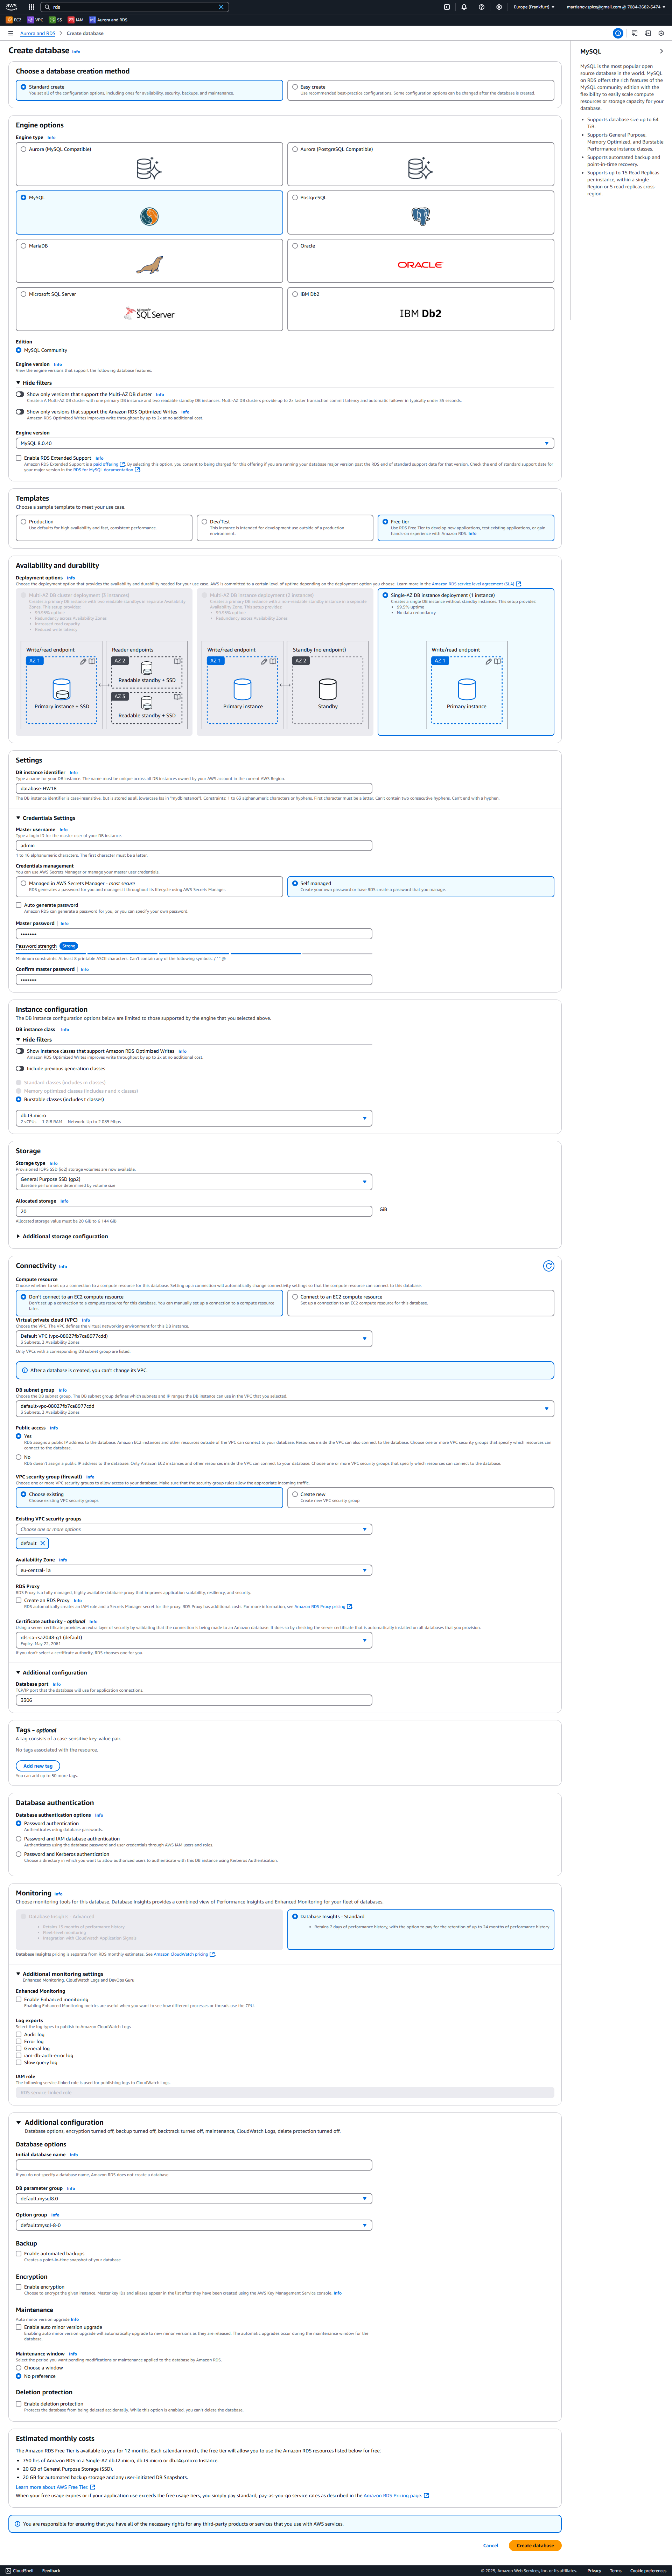 aws
rds
Europe (Frankfurt)
EC2
VPC
S3
IAM
Aurora and RDS
Aurora and RDS > Create database
Create database Info
Choose a database creation method
Standard create
You set all of the configuration options, including ones for availability, security, backups, and maintenance.
Easy create
Use recommended best-practice configurations. Some configuration options can be changed after the database is created.
Engine options
Engine type Info
Aurora (MySQL Compatible)
Aurora (PostgreSQL Compatible)
MySQL
PostgreSQL
MariaDB
Oracle
ORACLE
Microsoft SQL Server
Microsoft
SQL Server
IBM Db2
IBM Db2
Edition
MySQL Community
Engine version Info
View the engine versions that support the following database features.
Hide filters
Show only versions that support the Multi-AZ DB cluster Info
Create a A Multi-AZ DB cluster with one primary DB instance and two readable standby DB instances. Multi-AZ DB clusters provide up to 2x faster transaction commit latency and automatic failover in typically under 35 seconds.
Show only versions that support the Amazon RDS Optimized Writes Info
Amazon RDS Optimized Writes improves write throughput by up to 2x at no additional cost.
Engine version
MySQL 8.0.40
Enable RDS Extended Support Info
Amazon RDS Extended Support is a paid offering. By selecting this option, you consent to being charged for this offering if you are running your database major version past the RDS end of standard support date for that version. Check the end of standard support date for
your major version in the RDS for MySQL documentation.
Templates
Choose a sample template to meet your use case.
Production
Use defaults for high availability and fast, consistent performance.
Dev/Test
This instance is intended for development use outside of a production
environment.
Free tier
Use RDS Free Tier to develop new applications, test existing applications, or gain
hands-on experience with Amazon RDS. Info
Availability and durability
Deployment options Info
Choose the deployment option that provides the availability and durability needed for your use case. AWS is committed to a certain level of uptime depending on the deployment option you choose. Learn more in the Amazon RDS service level agreement (SLA)
Multi-AZ DB cluster deployment (3 instances)
Creates a primary DB instance with two readable standbys in separate Availability
Zones. This setup provides:
99.95% uptime
Redundancy across Availability Zones
Increased read capacity
Reduced write latency
Write/read endpoint
AZ 1
Primary instance + SSD
Reader endpoints
AZ 2
Readable standby + SSD
AZ 3
Readable standby + SSD
Multi-AZ DB instance deployment (2 instances)
Creates a primary DB instance with a non-readable standby instance in a separate
Availability Zone. This setup provides:
99.95% uptime
Redundancy across Availability Zones
Write/read endpoint
AZ 1
Primary instance
Standby (no endpoint)
AZ 2
Standby
Single-AZ DB instance deployment (1 instance)
Creates a single DB instance without standby instances. This setup provides:
99.5% uptime
No data redundancy
Write/read endpoint
AZ 1
Primary instance
Settings
DB instance identifier Info
Type a name for your DB instance. The name must be unique across all DB instances owned by your AWS account in the current AWS Region.
database-HW18
The DB instance identifier is case-insensitive, but is stored as all lowercase (as in "mydbinstance"). Constraints: 1 to 63 alphanumeric characters or hyphens. First character must be a letter. Can't contain two consecutive hyphens. Can't end with a hyphen.
Credentials Settings
Master username Info
Type a login ID for the master user of your DB instance.
admin
1 to 16 alphanumeric characters. The first character must be a letter.
Credentials management
You can use AWS Secrets Manager or manage your master user credentials.
Managed in AWS Secrets Manager - most secure
RDS generates a password for you and manages it throughout its lifecycle using AWS Secrets Manager.
Self managed
Create your own password or have RDS create a password that you manage.
Auto generate password
Amazon RDS can generate a password for you, or you can specify your own password.
Master password Info
••••••••
Password strength Strong
Minimum constraints: At least 8 printable ASCII characters. Can't contain any of the following symbols: / ' " @
Confirm master password Info
••••••••
Instance configuration
The DB instance configuration options below are limited to those supported by the engine that you selected above.
DB instance class Info
Hide filters
Show instance classes that support Amazon RDS Optimized Writes Info
Amazon RDS Optimized Writes improves write throughput by up to 2x at no additional cost.
Include previous generation classes
Standard classes (includes m classes)
Memory optimized classes (includes r and x classes)
Burstable classes (includes t classes)
db.t3.micro
2 vCPUs 1 GiB RAM Network: Up to 2 085 Mbps
Storage
Storage type Info
Provisioned IOPS SSD (io2) storage volumes are now available.
General Purpose SSD (gp2)
Baseline performance determined by volume size
Allocated storage Info
20
GiB
Allocated storage value must be 20 GiB to 6 144 GiB
Additional storage configuration
Connectivity Info
Compute resource
Choose whether to set up a connection to a compute resource for this database. Setting up a connection will automatically change connectivity settings so that the compute resource can connect to this database.
Don't connect to an EC2 compute resource
Don't set up a connection to a compute resource for this database. You can manually set up a connection to a compute resource
later.
Connect to an EC2 compute resource
Set up a connection to an EC2 compute resource for this database.
Virtual private cloud (VPC) Info
Choose the VPC. The VPC defines the virtual networking environment for this DB instance.
Default VPC (vpc-08027fb7ca8977cdd)
3 Subnets, 3 Availability Zones
Only VPCs with a corresponding DB subnet group are listed.
After a database is created, you can't change its VPC.
DB subnet group Info
Choose the DB subnet group. The DB subnet group defines which subnets and IP ranges the DB instance can use in the VPC that you selected.
default-vpc-08027fb7ca8977cdd
3 Subnets, 3 Availability Zones
Public access Info
Yes
RDS assigns a public IP address to the database. Amazon EC2 instances and other resources outside of the VPC can connect to your database. Resources inside the VPC can also connect to the database. Choose one or more VPC security groups that specify which resources can
connect to the database.
No
RDS doesn't assign a public IP address to the database. Only Amazon EC2 instances and other resources inside the VPC can connect to your database. Choose one or more VPC security groups that specify which resources can connect to the database.
VPC security group (firewall) Info
Choose one or more VPC security groups to allow access to your database. Make sure that the security group rules allow the appropriate incoming traffic.
Choose existing
Choose existing VPC security groups
Create new
Create new VPC security group
Existing VPC security groups
Choose one or more options
default
Availability Zone Info
eu-central-1a
RDS Proxy
RDS Proxy is a fully managed, highly available database proxy that improves application scalability, resiliency, and security.
Create an RDS Proxy Info
RDS automatically creates an IAM role and a Secrets Manager secret for the proxy. RDS Proxy has additional costs. For more information, see Amazon RDS Proxy pricing
Certificate authority - optional Info
Using a server certificate provides an extra layer of security by validating that the connection is being made to an Amazon database. It does so by checking the server certificate that is automatically installed on all databases that you provision.
rds-ca-rsa2048-g1 (default)
Expiry: May 22, 2061
If you don't select a certificate authority, RDS chooses one for you.
Additional configuration
Database port Info
TCP/IP port that the database will use for application connections.
3306
Tags - optional
A tag consists of a case-sensitive key-value pair.
No tags associated with the resource.
Add new tag
You can add up to 50 more tags.
Database authentication
Database authentication options Info
Password authentication
Authenticates using database passwords.
Password and IAM database authentication
Authenticates using the database password and user credentials through AWS IAM users and roles.
Password and Kerberos authentication
Choose a directory in which you want to allow authorized users to authenticate with this DB instance using Kerberos Authentication.
Monitoring Info
Choose monitoring tools for this database. Database Insights provides a combined view of Performance Insights and Enhanced Monitoring for your fleet of databases.
Database Insights - Advanced
Retains 15 months of performance history
Fleet-level monitoring
Integration with CloudWatch Application Signals
Database Insights - Standard
Retains 7 days of performance history, with the option to pay for the retention of up to 24 months of performance history
Database Insights pricing is separate from RDS monthly estimates. See Amazon CloudWatch pricing
Additional monitoring settings
Enhanced Monitoring, CloudWatch Logs and DevOps Guru
Enhanced Monitoring
Enable Enhanced monitoring
Enabling Enhanced Monitoring metrics are useful when you want to see how different processes or threads use the CPU.
Log exports
Select the log types to publish to Amazon CloudWatch Logs
Audit log
Error log
General log
iam-db-auth-error log
Slow query log
IAM role
The following service-linked role is used for publishing logs to CloudWatch Logs.
RDS service-linked role
Additional configuration
Database options, encryption turned off, backup turned off, backtrack turned off, maintenance, CloudWatch Logs, delete protection turned off.
Database options
Initial database name Info
If you do not specify a database name, Amazon RDS does not create a database.
DB parameter group Info
default.mysql8.0
Option group Info
default:mysql-8-0
Backup
Enable automated backups
Creates a point-in-time snapshot of your database
Encryption
Enable encryption
Choose to encrypt the given instance. Master key IDs and aliases appear in the list after they have been created using the AWS Key Management Service console. Info
Maintenance
Auto minor version upgrade Info
Enable auto minor version upgrade
Enabling auto minor version upgrade will automatically upgrade to new minor versions as they are released. The automatic upgrades occur during the maintenance window for the
database.
Maintenance window Info
Select the period you want pending modifications or maintenance applied to the database by Amazon RDS.
Choose a window
No preference
Deletion protection
Enable deletion protection
Protects the database from being deleted accidentally. While this option is enabled, you can't delete the database.
Estimated monthly costs
The Amazon RDS Free Tier is available to you for 12 months. Each calendar month, the free tier will allow you to use the Amazon RDS resources listed below for free:
750 hrs of Amazon RDS in a Single-AZ db.t2.micro, db.t3.micro or db.t4g.micro Instance.
20 GB of General Purpose Storage (SSD).
20 GB for automated backup storage and any user-initiated DB Snapshots.
Learn more about AWS Free Tier.
When your free usage expires or if your application use exceeds the free usage tiers, you simply pay standard, pay-as-you-go service rates as described in the Amazon RDS Pricing page.
You are responsible for ensuring that you have all of the necessary rights for any third-party products or services that you use with AWS services.
Cancel
Create database
MySQL
MySQL is the most popular open
source database in the world. MySQL
on RDS offers the rich features of the
MySQL community edition with the
flexibility to easily scale compute
resources or storage capacity for your
database.
Supports database size up to 64
TiB.
Supports General Purpose,
Memory Optimized, and Burstable
Performance instance classes.
Supports automated backup and
point-in-time recovery.
Supports up to 15 Read Replicas
per instance, within a single
Region or 5 read replicas cross-
region.
CloudShell
Feedback
© 2025, Amazon Web Services, Inc. or its affiliates.
Privacy
Terms
Cookie preferences